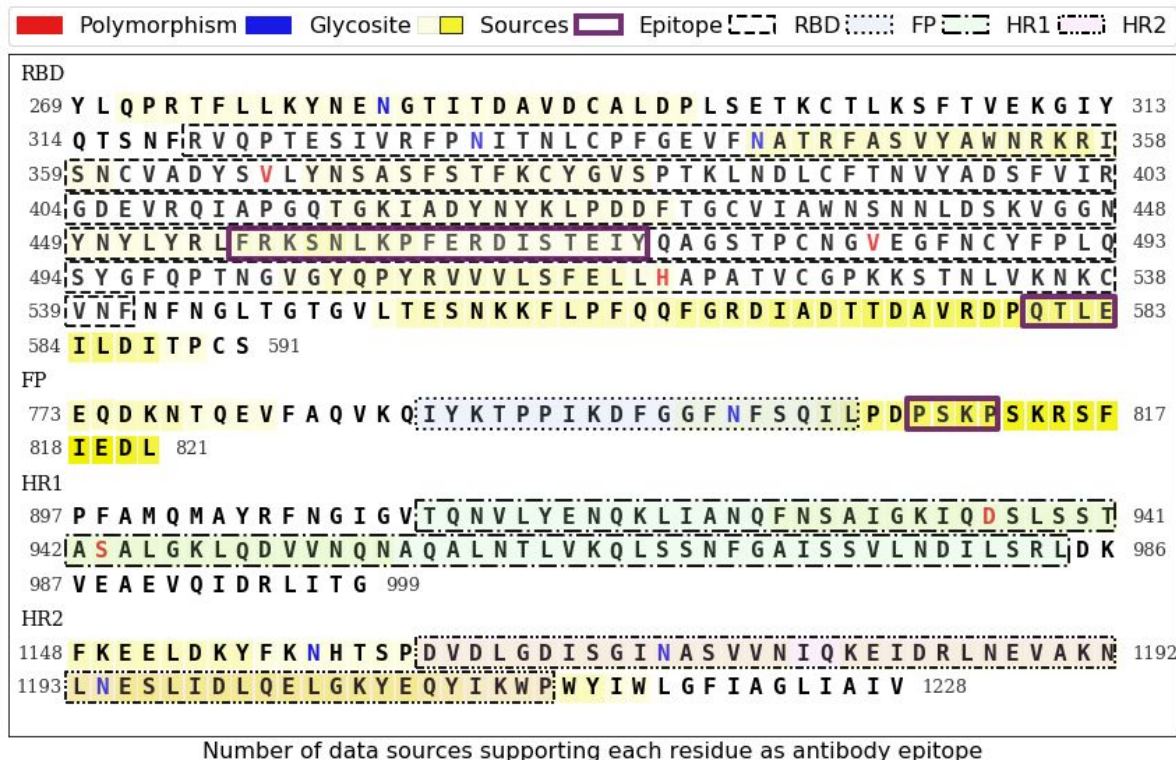 Polymorphism Glycosite Sources Epitope RBD FP HR1 HR2
RBD
269 Y L Q P R T F L L K Y N E N G T I T D A V D C A L D P L S E T K C T L K S F T V E K G I Y 313
314 Q T S N F R V Q P T E S I V R F P N I T N L C P F G E V F N A T R F A S V Y A W N R K R I 358
359 S N C V A D Y S V L Y N S A S F S T F K C Y G V S P T K L N D L C F T N V Y A D S F V I R 403
404 G D E V R Q I A P G Q T G K I A D Y N Y K L P D D F T G C V I A W N S N N L D S K V G G N 448
449 Y N Y L Y R L F R K S N L K P F E R D I S T E I Y Q A G S T P C N G V E G F N C Y F P L Q 493
494 S Y G F Q P T N G V G Y Q P Y R V V V L S F E L L H A P A T V C G P K K S T N L V K N K C 538
539 V N F N F N G L T G T G V L T E S N K K F L P F Q Q F G R D I A D T T D A V R D P Q T L E 583
584 I L D I T P C S 591
FP
773 E Q D K N T Q E V F A Q V K Q I Y K T P P I K D F G G F N F S Q I L P D P S K P S K R S F 817
818 I E D L 821
HR1
897 P F A M Q M A Y R F N G I G V T Q N V L Y E N Q K L I A N Q F N S A I G K I Q D S L S S T 941
942 A S A L G K L Q D V V N Q N A Q A L N T L V K Q L S S N F G A I S S V L N D I L S R L D K 986
987 V E A E V Q I D R L I T G 999
HR2
1148 F K E E L D K Y F K N H T S P D V D L G D I S G I N A S V V N I Q K E I D R L N E V A K N 1192
1193 L N E S L I D L Q E L G K Y E Q Y I K W P W Y I W L G F I A G L I A I V 1228
Number of data sources supporting each residue as antibody epitope